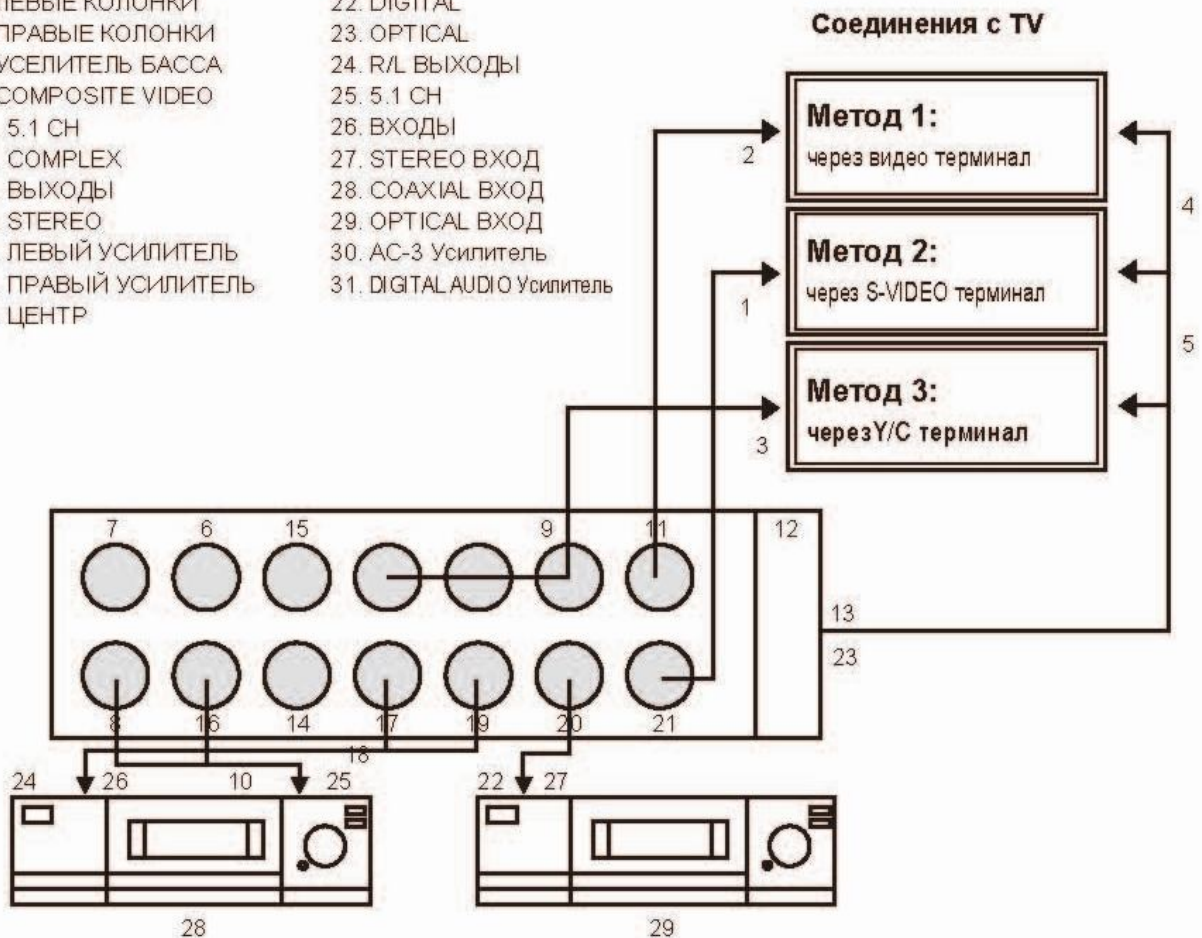 ЛЕВЫЕ КОЛОНКИ
ПРАВЫЕ КОЛОНКИ
УСЕЛИТЕЛЬ БАССА
COMPOSITE VIDEO
5.1 CH
COMPLEX
ВЫХОДЫ
STEREO
ЛЕВЫЙ УСИЛИТЕЛЬ
ПРАВЫЙ УСИЛИТЕЛЬ
ЦЕНТР
22. DIGITAL
23. OPTICAL
24. R/L ВЫХОДЫ
25. 5.1 CH
26. ВХОДЫ
27. STEREO ВХОД
28. COAXIAL ВХОД
29. OPTICAL ВХОД
30. AC-3 Усилитель
31. DIGITAL AUDIO Усилитель
Соединения с TV
Метод 1:
через видео терминал
2
4
Метод 2:
через S-VIDEO терминал
1
5
Метод 3:
черезY/C терминал
3
7 6 15 9 11 12
13
23
8 16 14 17 19 20 21
18
24 26 10 25 22 27
28 29